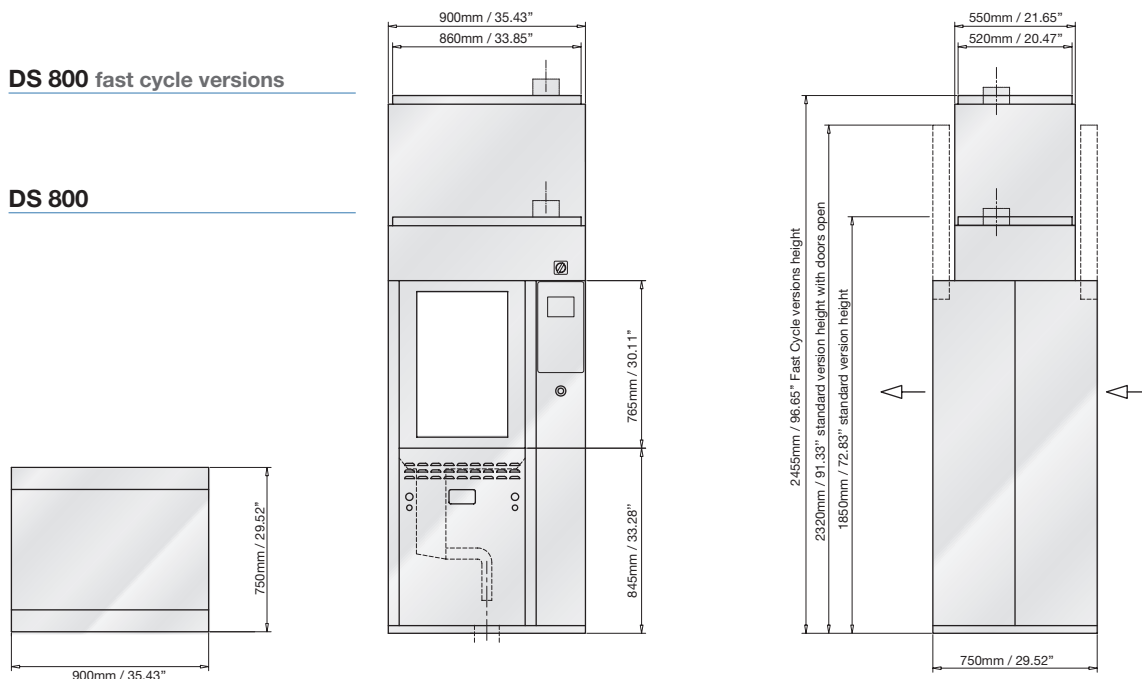 900mm / 35.43”
860mm / 33.85”
550mm / 21.65”
520mm / 20.47”
DS 800 fast cycle versions
DS 800
765mm / 30.11”
845mm / 33.28”
2455mm / 96.65” Fast Cycle versions height
2320mm / 91.33” standard version height with doors open
1850mm / 72.83” standard version height
750mm / 29.52”
900mm / 35.43”
750mm / 29.52”